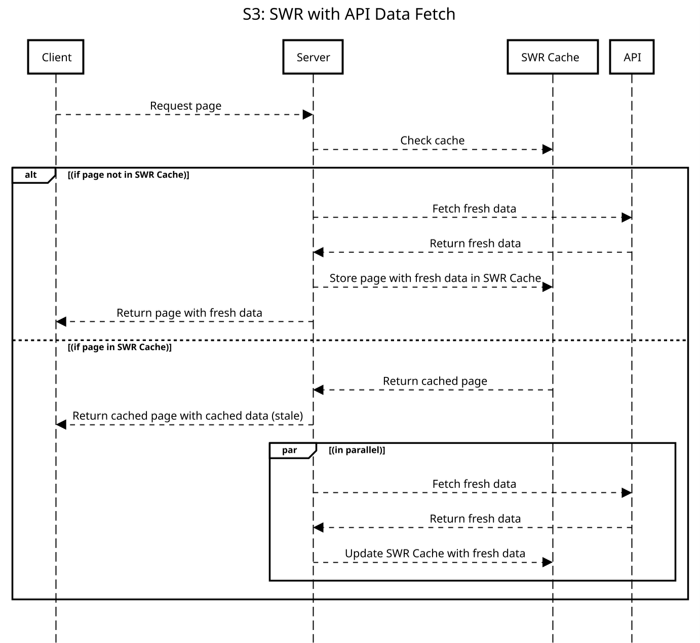 S3: SWR with API Data Fetch
Client
Server
SWR Cache
API
Request page
Check cache
alt
[(if page not in SWR Cache)]
Fetch fresh data
Return fresh data
Store page with fresh data in SWR Cache
Return page with fresh data
[(if page in SWR Cache)]
Return cached page
Return cached page with cached data (stale)
par
[(in parallel)]
Fetch fresh data
Return fresh data
Update SWR Cache with fresh data